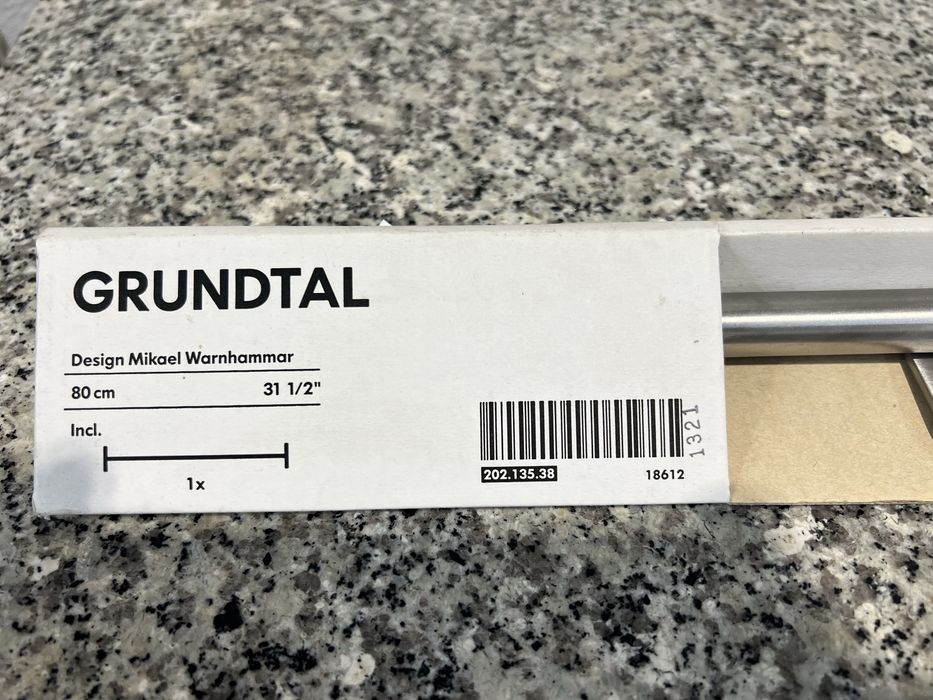 GRUNDTAL
Design Mikael Warnhammar
80 cm 31 1/2"
Incl.
1x
1321
202.135.38 18612